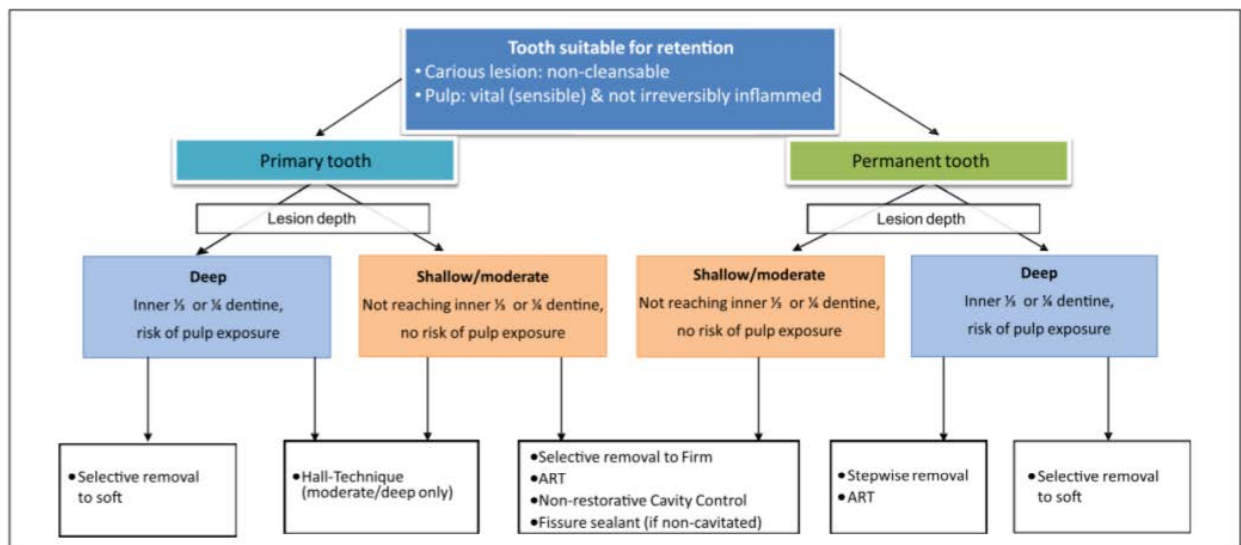 Tooth suitable for retention
• Carious lesion: non-cleansable
• Pulp: vital (sensible) & not irreversibly inflammed
Primary tooth
Permanent tooth
Lesion depth
Lesion depth
Deep
Inner ⅓ or ¼ dentine,
risk of pulp exposure
Shallow/moderate
Not reaching inner ⅓ or ¼ dentine,
no risk of pulp exposure
Shallow/moderate
Not reaching inner ⅓ or ¼ dentine,
no risk of pulp exposure
Deep
Inner ⅓ or ¼ dentine,
risk of pulp exposure
•Selective removal
to soft
•Hall-Technique
(moderate/deep only)
•Selective removal to Firm
•ART
•Non-restorative Cavity Control
•Fissure sealant (if non-cavitated)
•Stepwise removal
•ART
•Selective removal
to soft